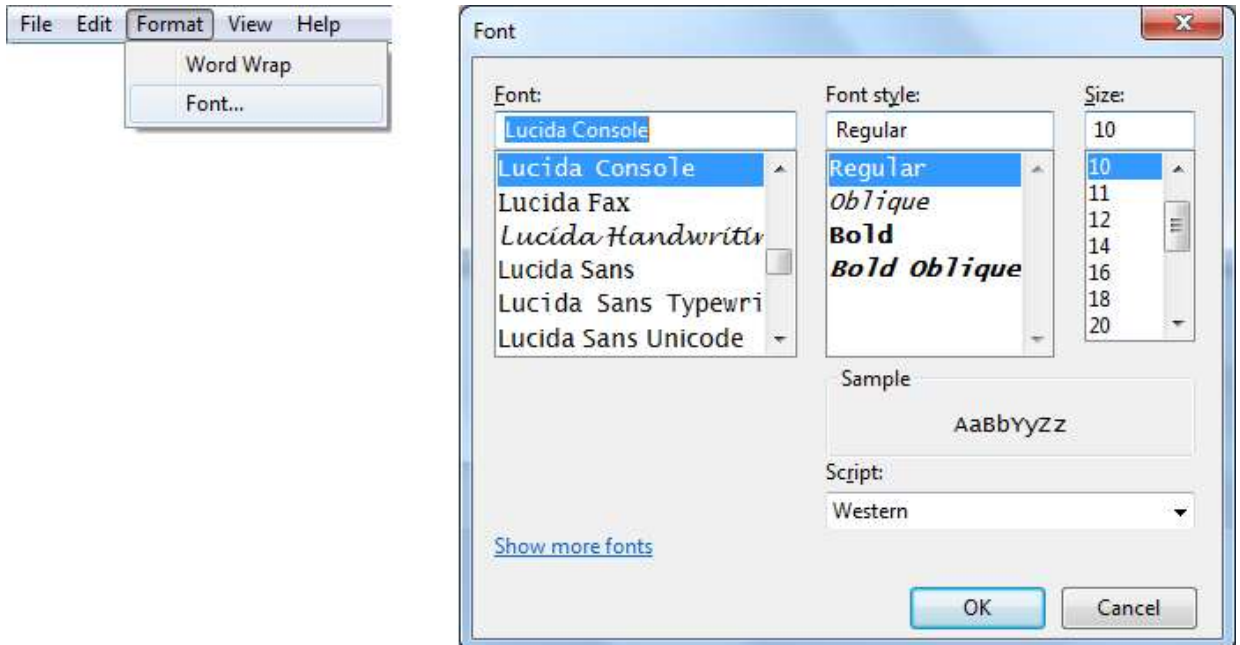 File Edit Format View Help
Word Wrap
Font...
Font
Font: Font style: Size:
Lucida Console Regular 10
Lucida Console Regular 10
Lucida Fax Oblique 11
Lucida Handwritin Bold 12
Lucida Sans Bold Oblique 14
Lucida Sans Typewri 16
Lucida Sans Unicode 18
20
Sample
AaBbYyZz
Script:
Western
Show more fonts
OK Cancel